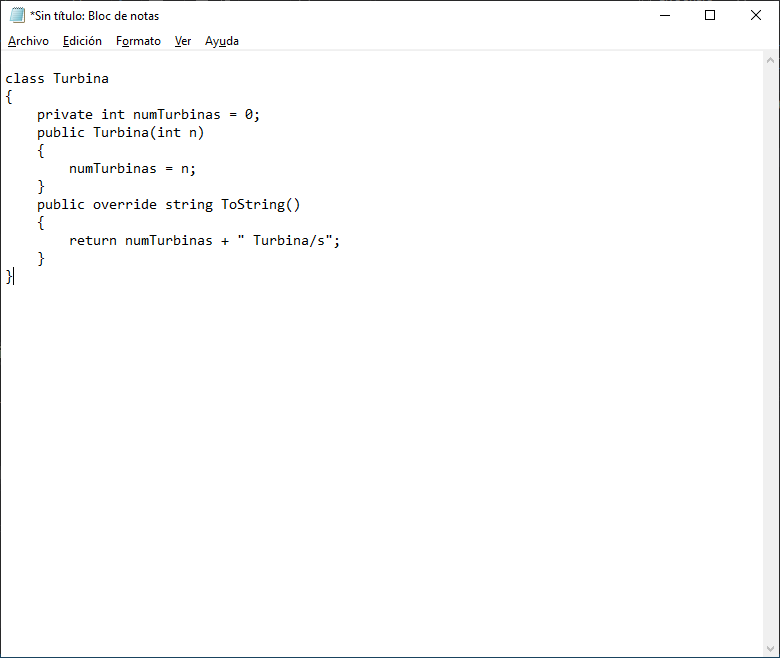 *Sin título: Bloc de notas
Archivo Edición Formato Ver Ayuda
class Turbina
{
    private int numTurbinas = 0;
    public Turbina(int n)
    {
        numTurbinas = n;
    }
    public override string ToString()
    {
        return numTurbinas + " Turbina/s";
    }
}